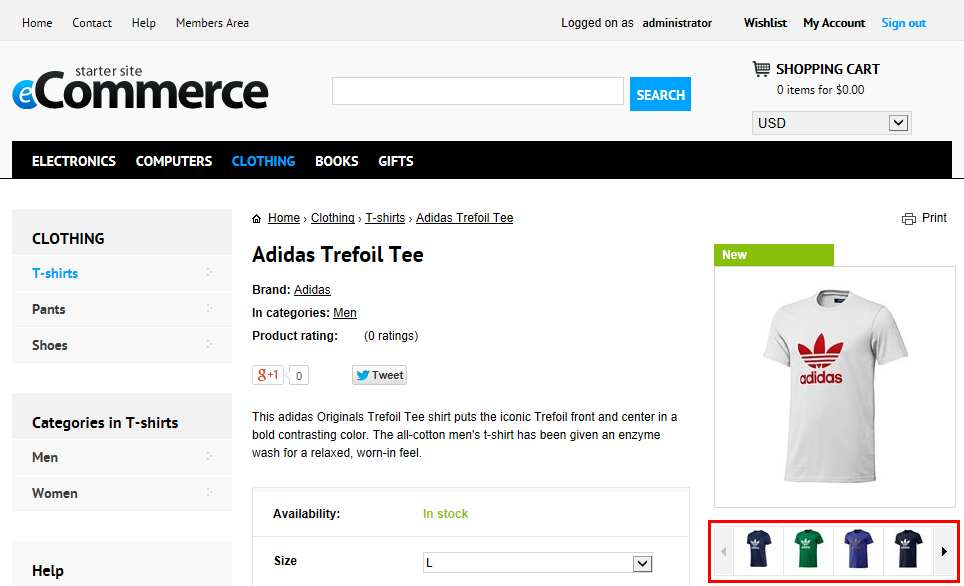 Home Contact Help Members Area
Logged on as administrator Wishlist My Account Sign out
starter site
eCommerce
SEARCH
SHOPPING CART
0 items for $0.00
USD
ELECTRONICS COMPUTERS CLOTHING BOOKS GIFTS
CLOTHING
T-shirts
Pants
Shoes
Categories in T-shirts
Men
Women
Help
Home › Clothing › T-shirts › Adidas Trefoil Tee
Print
Adidas Trefoil Tee
Brand: Adidas
In categories: Men
Product rating: (0 ratings)
g+1 0 Tweet
This adidas Originals Trefoil Tee shirt puts the iconic Trefoil front and center in a
bold contrasting color. The all-cotton men's t-shirt has been given an enzyme
wash for a relaxed, worn-in feel.
Availability: In stock
Size L
New
adidas